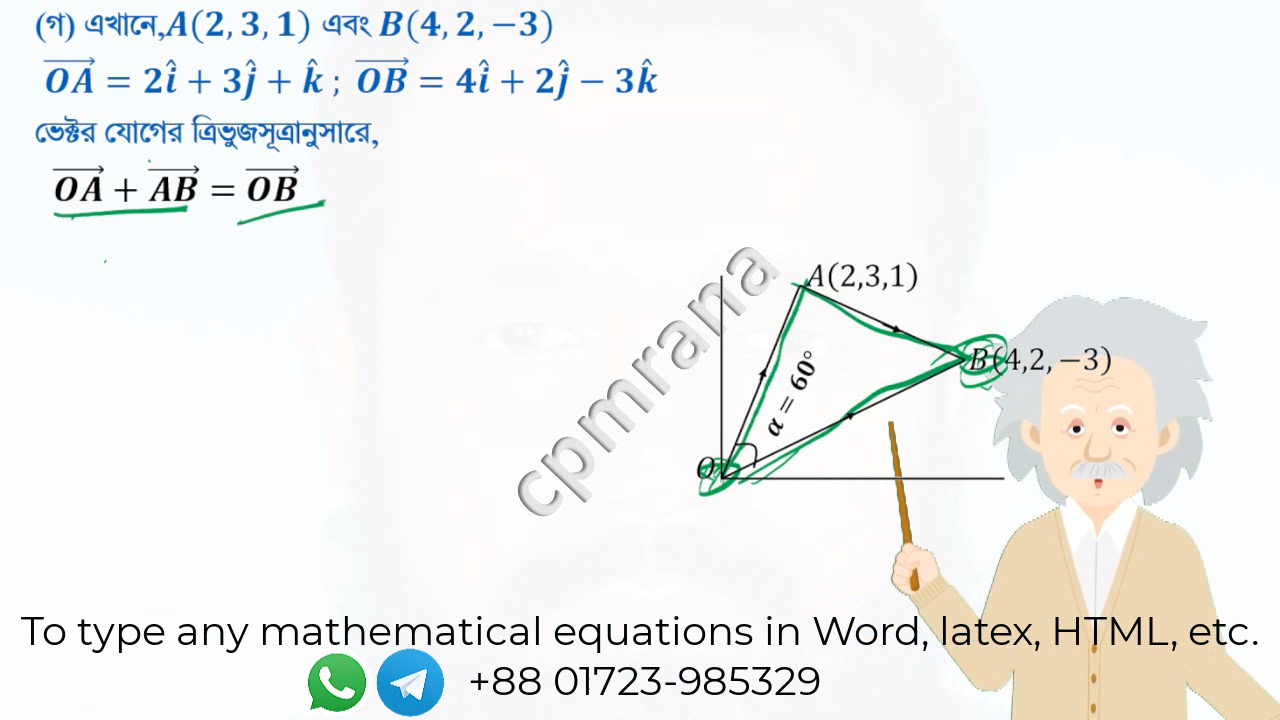 (গ) এখানে,A(2, 3, 1) এবং B(4, 2, −3)
\overrightarrow{OA} = 2î + 3ĵ + k̂ ; \overrightarrow{OB} = 4î + 2ĵ − 3k̂
ভেক্টর যোগের ত্রিভুজসূত্রানুসারে,
\overrightarrow{OA} + \overrightarrow{AB} = \overrightarrow{OB}
A(2,3,1)
B(4,2,−3)
α = 60°
O
cpmrana
To type any mathematical equations in Word, latex, HTML, etc.
+88 01723-985329